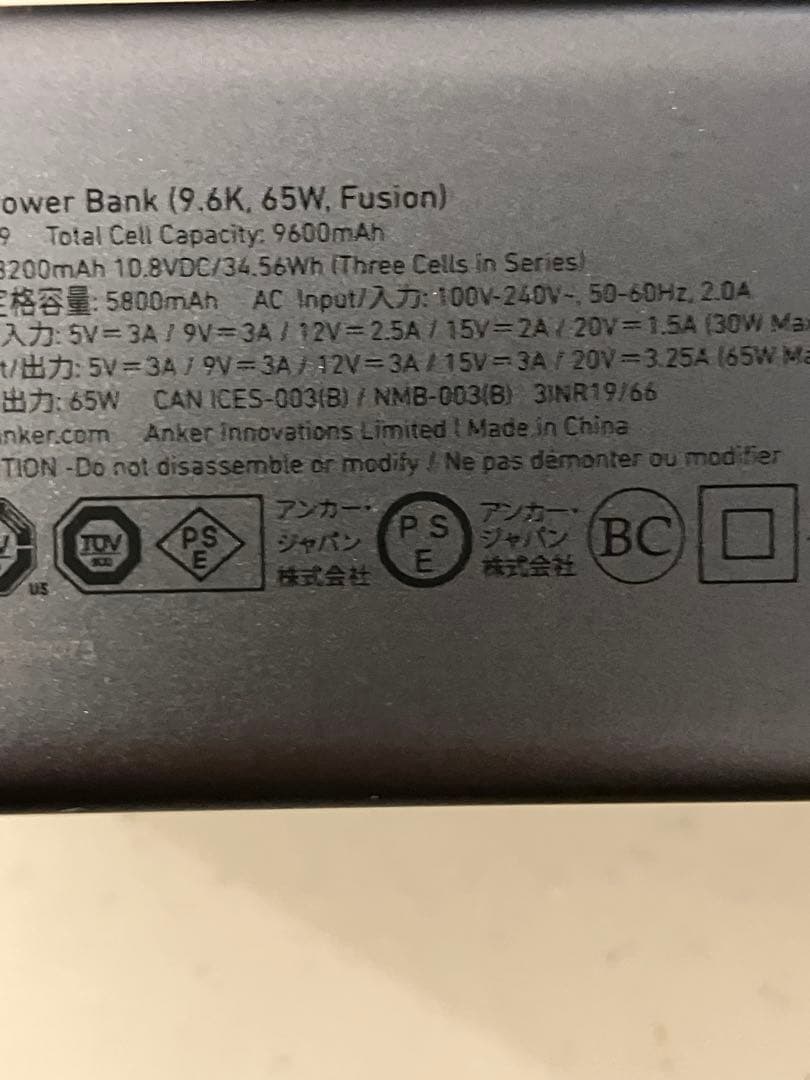 ower Bank (9.6K, 65W, Fusion)
9 Total Cell Capacity: 9600mAh
3200mAh 10.8VDC/34.56Wh (Three Cells in Series)
定格容量: 5800mAh AC Input/入力: 100V-240V~, 50-60Hz, 2.0A
入力: 5V⎓3A / 9V⎓3A / 12V⎓2.5A / 15V⎓2A / 20V⎓1.5A (30W Max
t/出力: 5V⎓3A / 9V⎓3A / 12V⎓3A / 15V⎓3A / 20V⎓3.25A (65W Ma
出力: 65W CAN ICES-003(B) / NMB-003(B) 3INR19/66
anker.com Anker Innovations Limited | Made in China
TION -Do not disassemble or modify / Ne pas démonter ou modifier
US TÜV PSE アンカー・ジャパン株式会社 PSE アンカー・ジャパン株式会社 BC